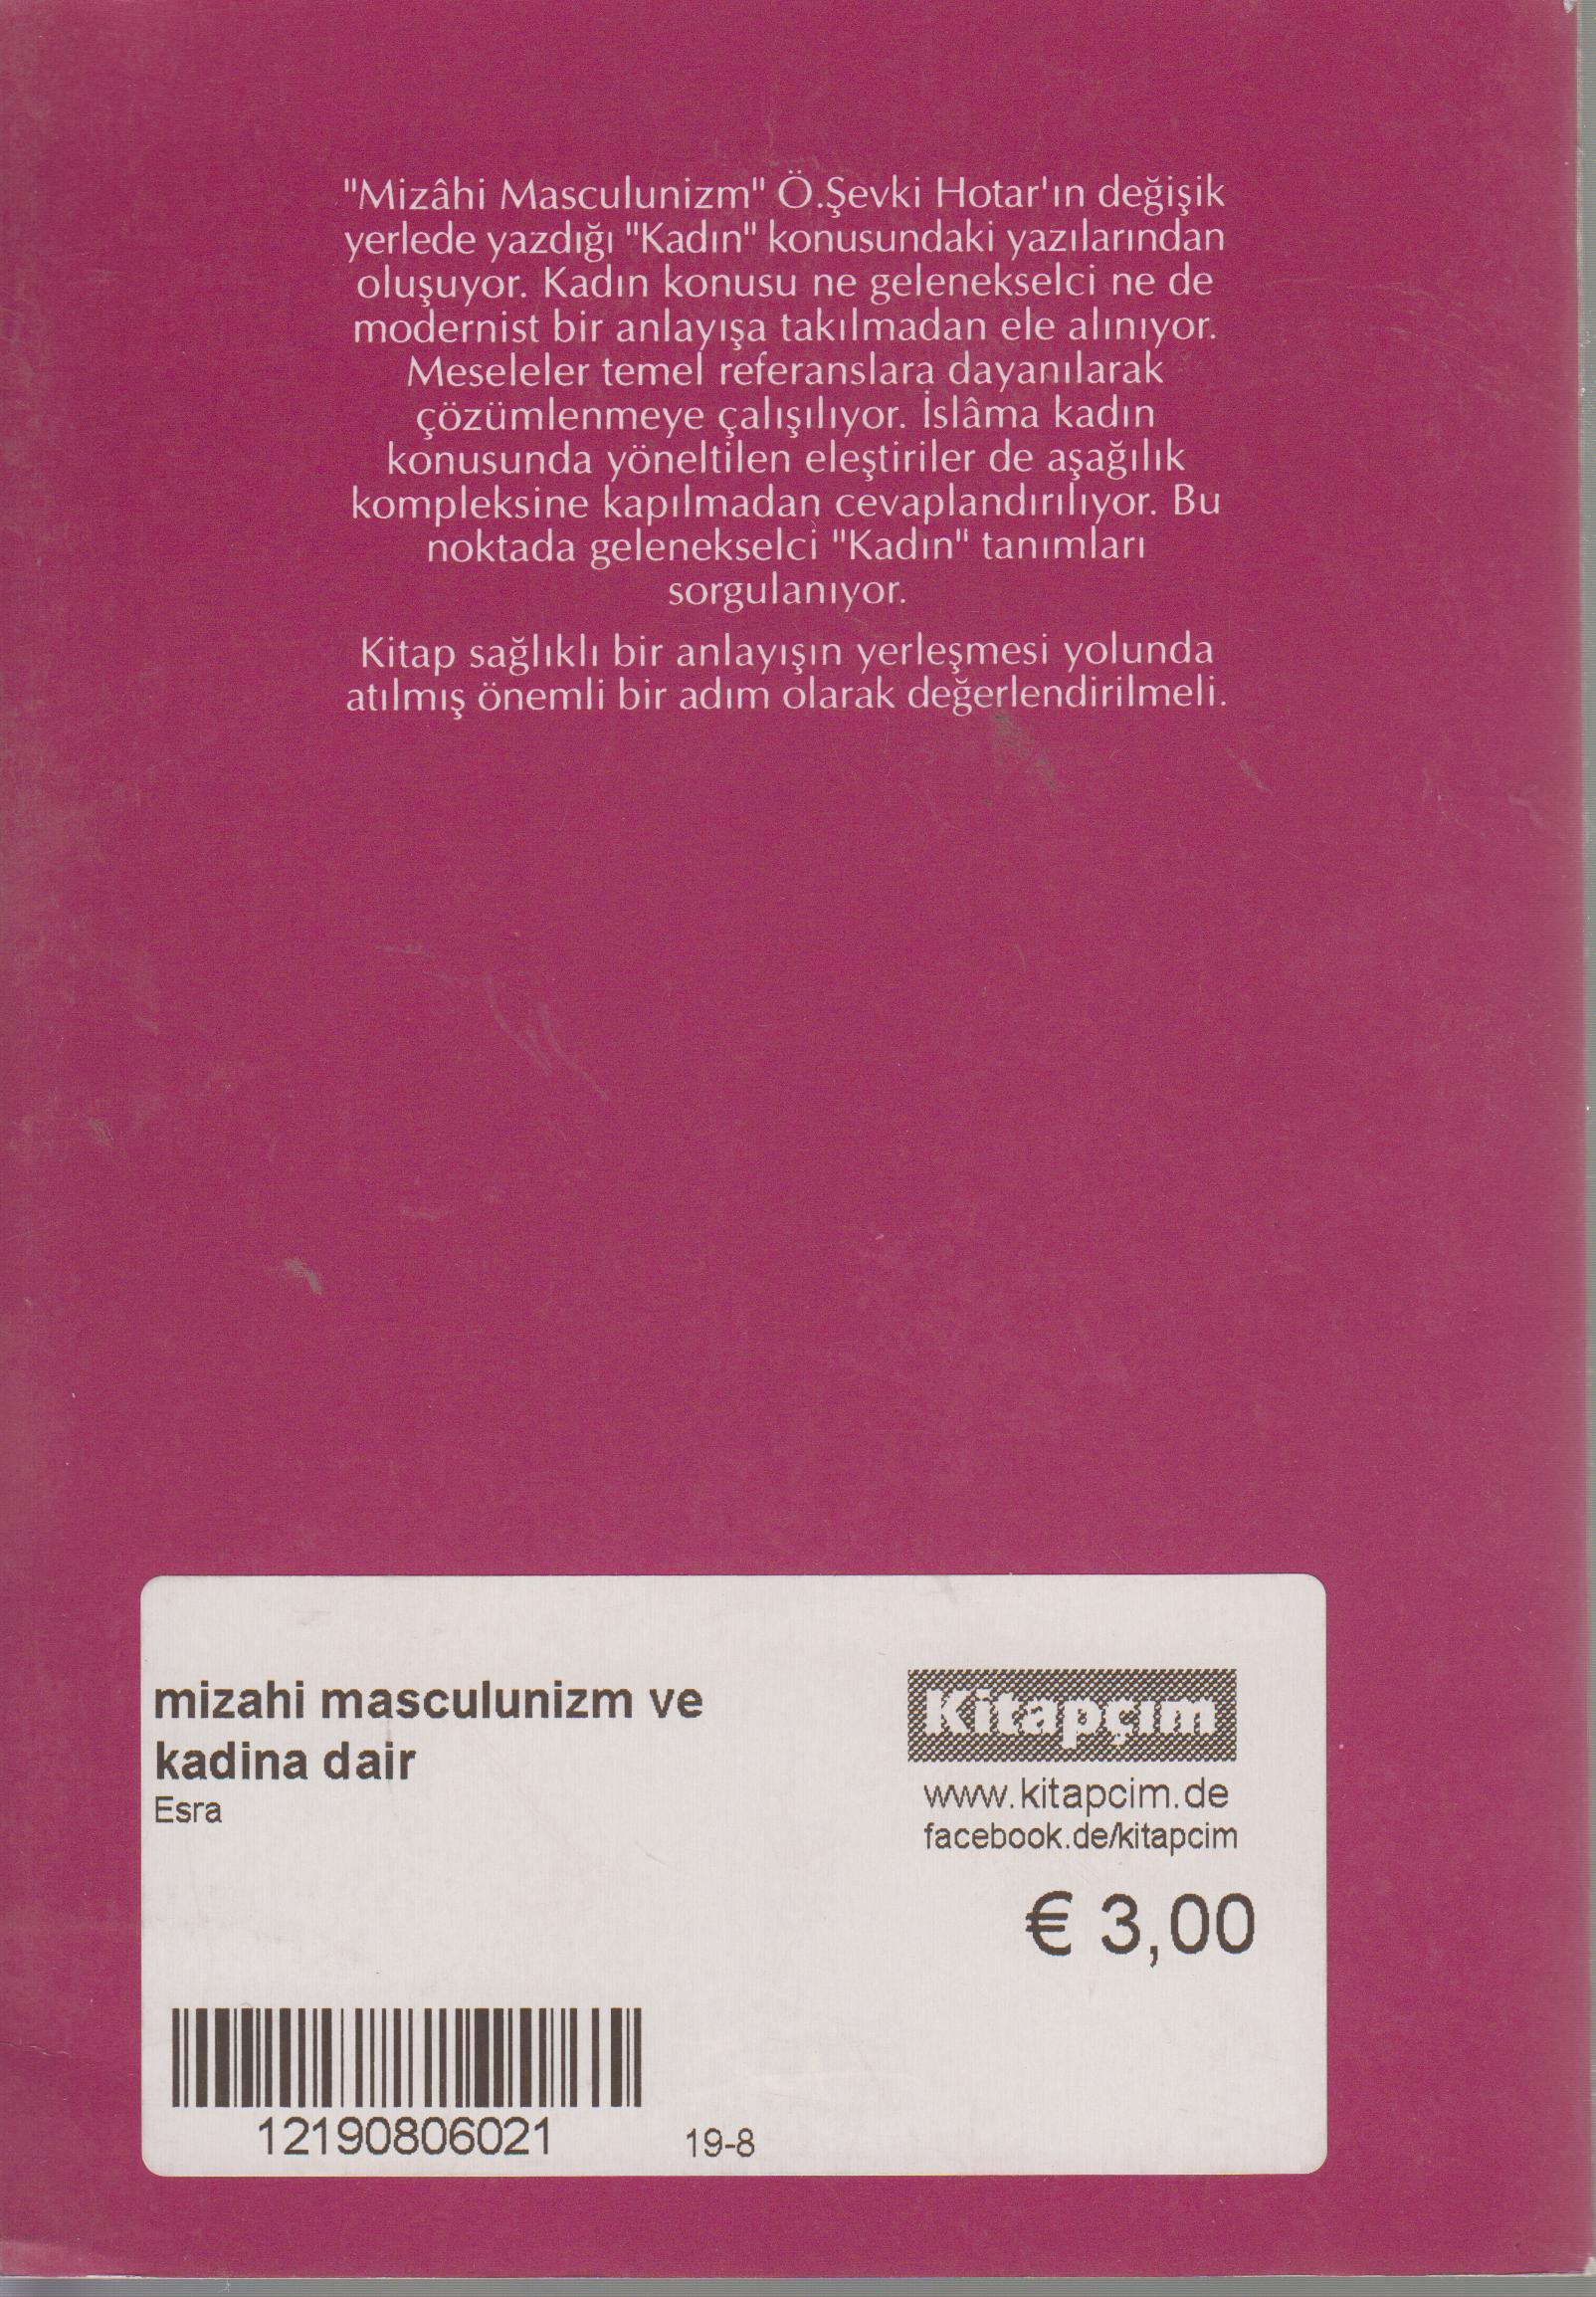 "Mizâhi Masculunizm" Ö.Şevki Hotar'ın değişik
yerlede yazdığı "Kadın" konusundaki yazılarından
oluşuyor. Kadın konusu ne gelenekselci ne de
modernist bir anlayışa takılmadan ele alınıyor.
Meseleler temel referanslara dayanılarak
çözümlenmeye çalışılıyor. İslâma kadın
konusunda yöneltilen eleştiriler de aşağılık
kompleksine kapılmadan cevaplandırılıyor. Bu
noktada gelenekselci "Kadın" tanımları
sorgulanıyor.
Kitap sağlıklı bir anlayışın yerleşmesi yolunda
atılmış önemli bir adım olarak değerlendirilmeli.
mizahi masculunizm ve
kadina dair
Esra
Kitapçım
www.kitapcim.de
facebook.de/kitapcim
€ 3,00
12190806021
19-8